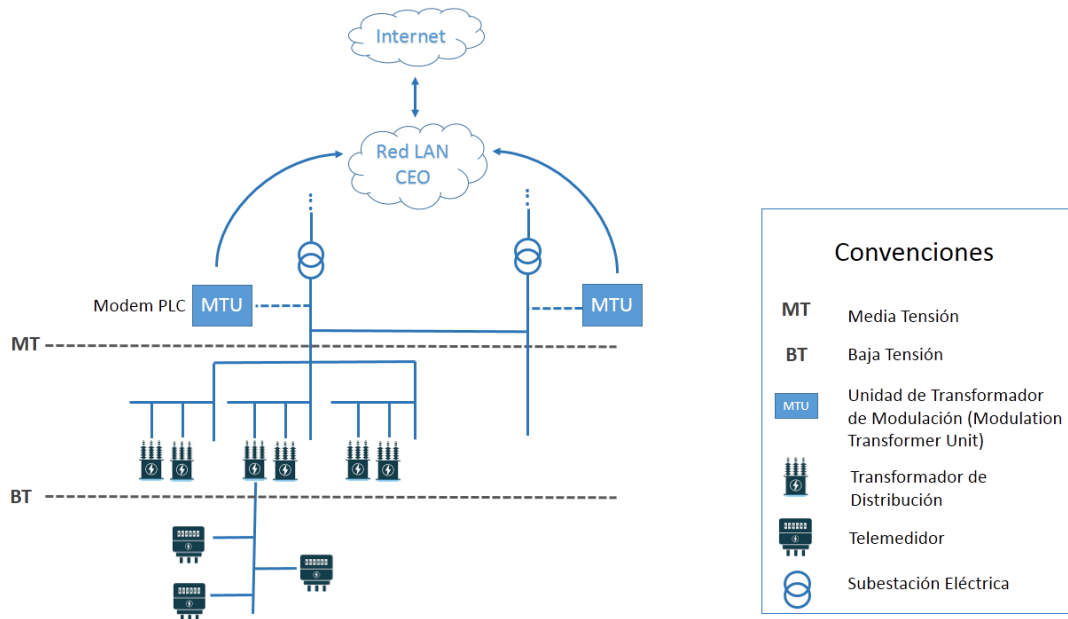 Internet
Red LAN
CEO
Modem PLC
MTU
MTU
MT
BT
Convenciones
MT
Media Tensión
BT
Baja Tensión
MTU
Unidad de Transformador
de Modulación (Modulation
Transformer Unit)
Transformador de
Distribución
Telemedidor
Subestación Eléctrica